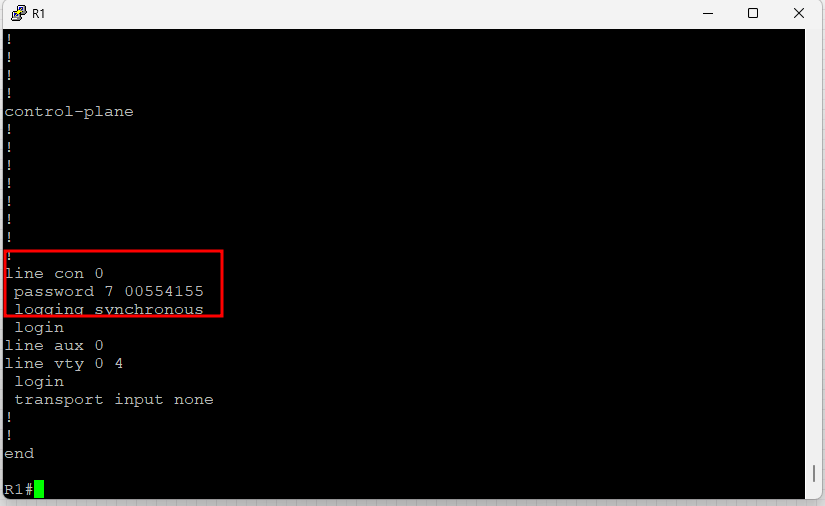 R1
!
!
!
!
control-plane
!
!
!
!
!
!
!
!
line con 0
 password 7 00554155
 logging synchronous
 login
line aux 0
line vty 0 4
 login
 transport input none
!
!
end
R1#